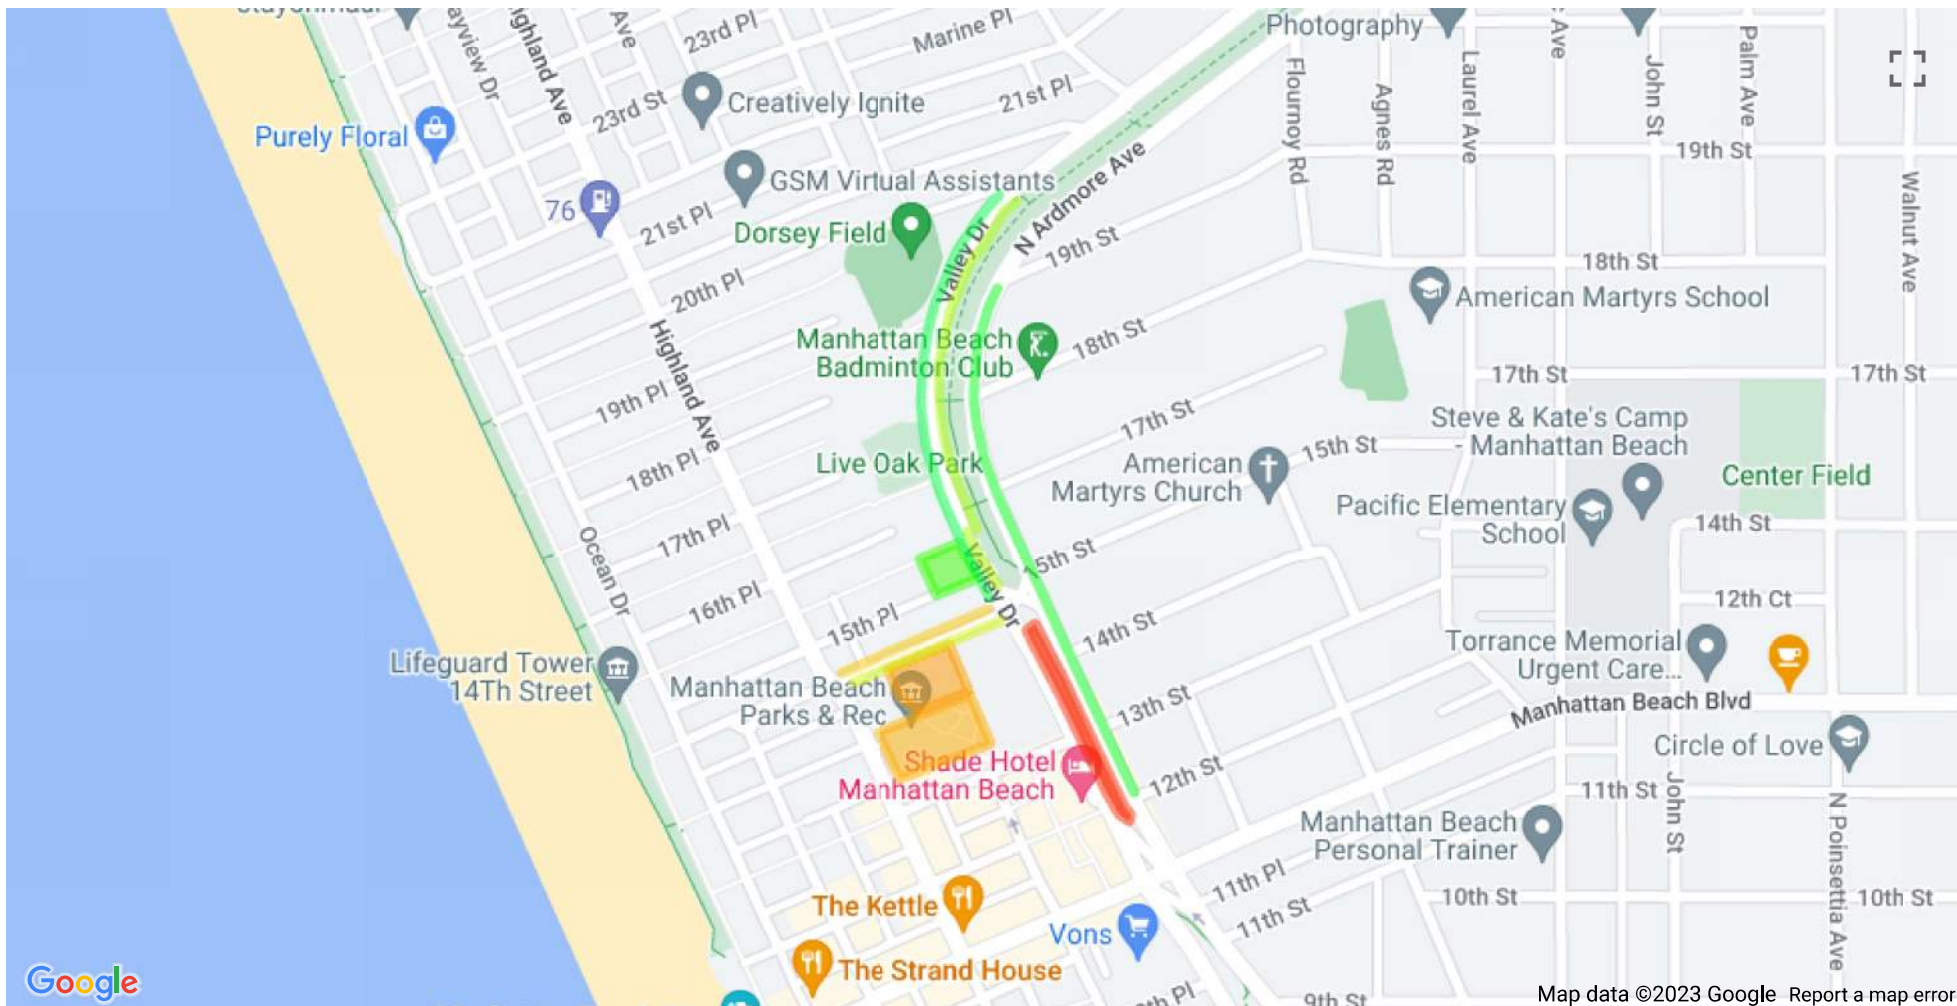 ayview Dr
ighland Ave
Ave
23rd Pl
Marine Pl
Photography
Ave
Laurel Ave
John St
Palm Ave
Flournoy Rd
Agnes Rd
Creatively Ignite
21st Pl
23rd St
Purely Floral
N Ardmore Ave
19th St
GSM Virtual Assistants
Walnut Ave
76
21st Pl
Dorsey Field
Valley Dr
19th St
18th St
20th Pl
American Martyrs School
Highland Ave
Manhattan Beach
Badminton Club
18th St
17th St
17th St
19th Pl
17th St
Steve & Kate's Camp
- Manhattan Beach
18th Pl
Live Oak Park
American
Martyrs Church
15th St
Center Field
Pacific Elementary
School
14th St
17th Pl
Ocean Dr
Valley Dr
15th St
16th Pl
12th Ct
15th Pl
14th St
Torrance Memorial
Urgent Care...
Lifeguard Tower
14Th Street
Manhattan Beach
Parks & Rec
13th St
Manhattan Beach Blvd
Circle of Love
Shade Hotel
Manhattan Beach
12th St
11th St
John St
N Poinsettia Ave
Manhattan Beach
Personal Trainer
11th Pl
10th St
10th St
The Kettle
11th St
Vons
The Strand House
9th St
Google
Map data ©2023 Google
Report a map error